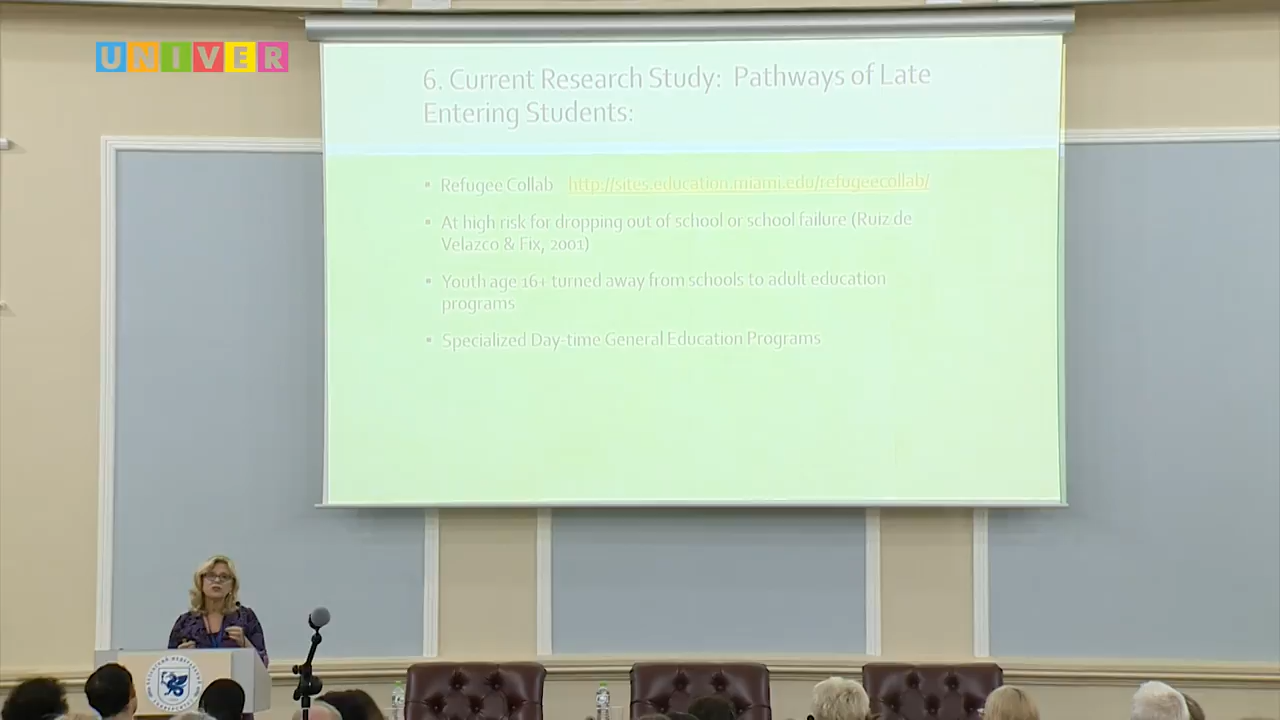 UNIVER
6. Current Research Study: Pathways of Late
Entering Students:
▪ Refugee Collab http://sites.education.miami.edu/refugeecollab/
▪ At high risk for dropping out of school or school failure (Ruiz de
Velazco & Fix, 2001)
▪ Youth age 16+ turned away from schools to adult education
programs
▪ Specialized Day-time General Education Programs